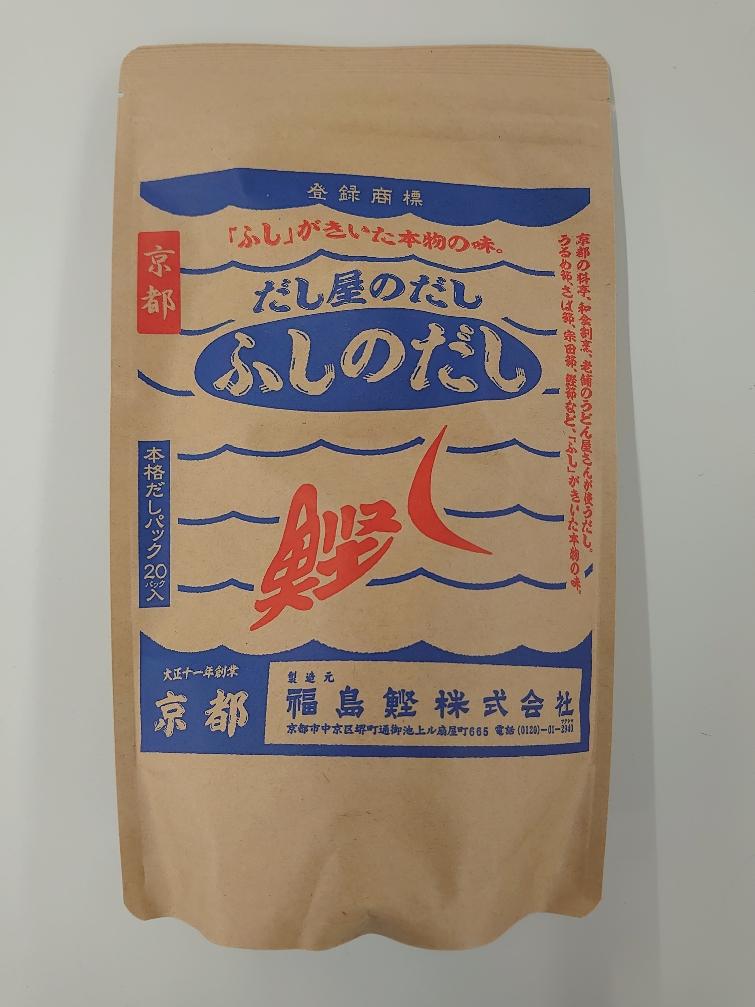 登録商標
「ふし」がきいた本物の味。
京都
だし屋のだし
ふしのだし
京都の料亭、和食割烹、老舗のうどん屋さんが使うだし。
うるめ節、さば節、宗田節、鰹節など、「ふし」がきいた本物の味。
本格だしパック20パック入
鰹
大正十一年創業
京都
製造元
福島鰹株式会社
京都市中京区堺町通御池上ル扇屋町665 電話(0120)-01-2940